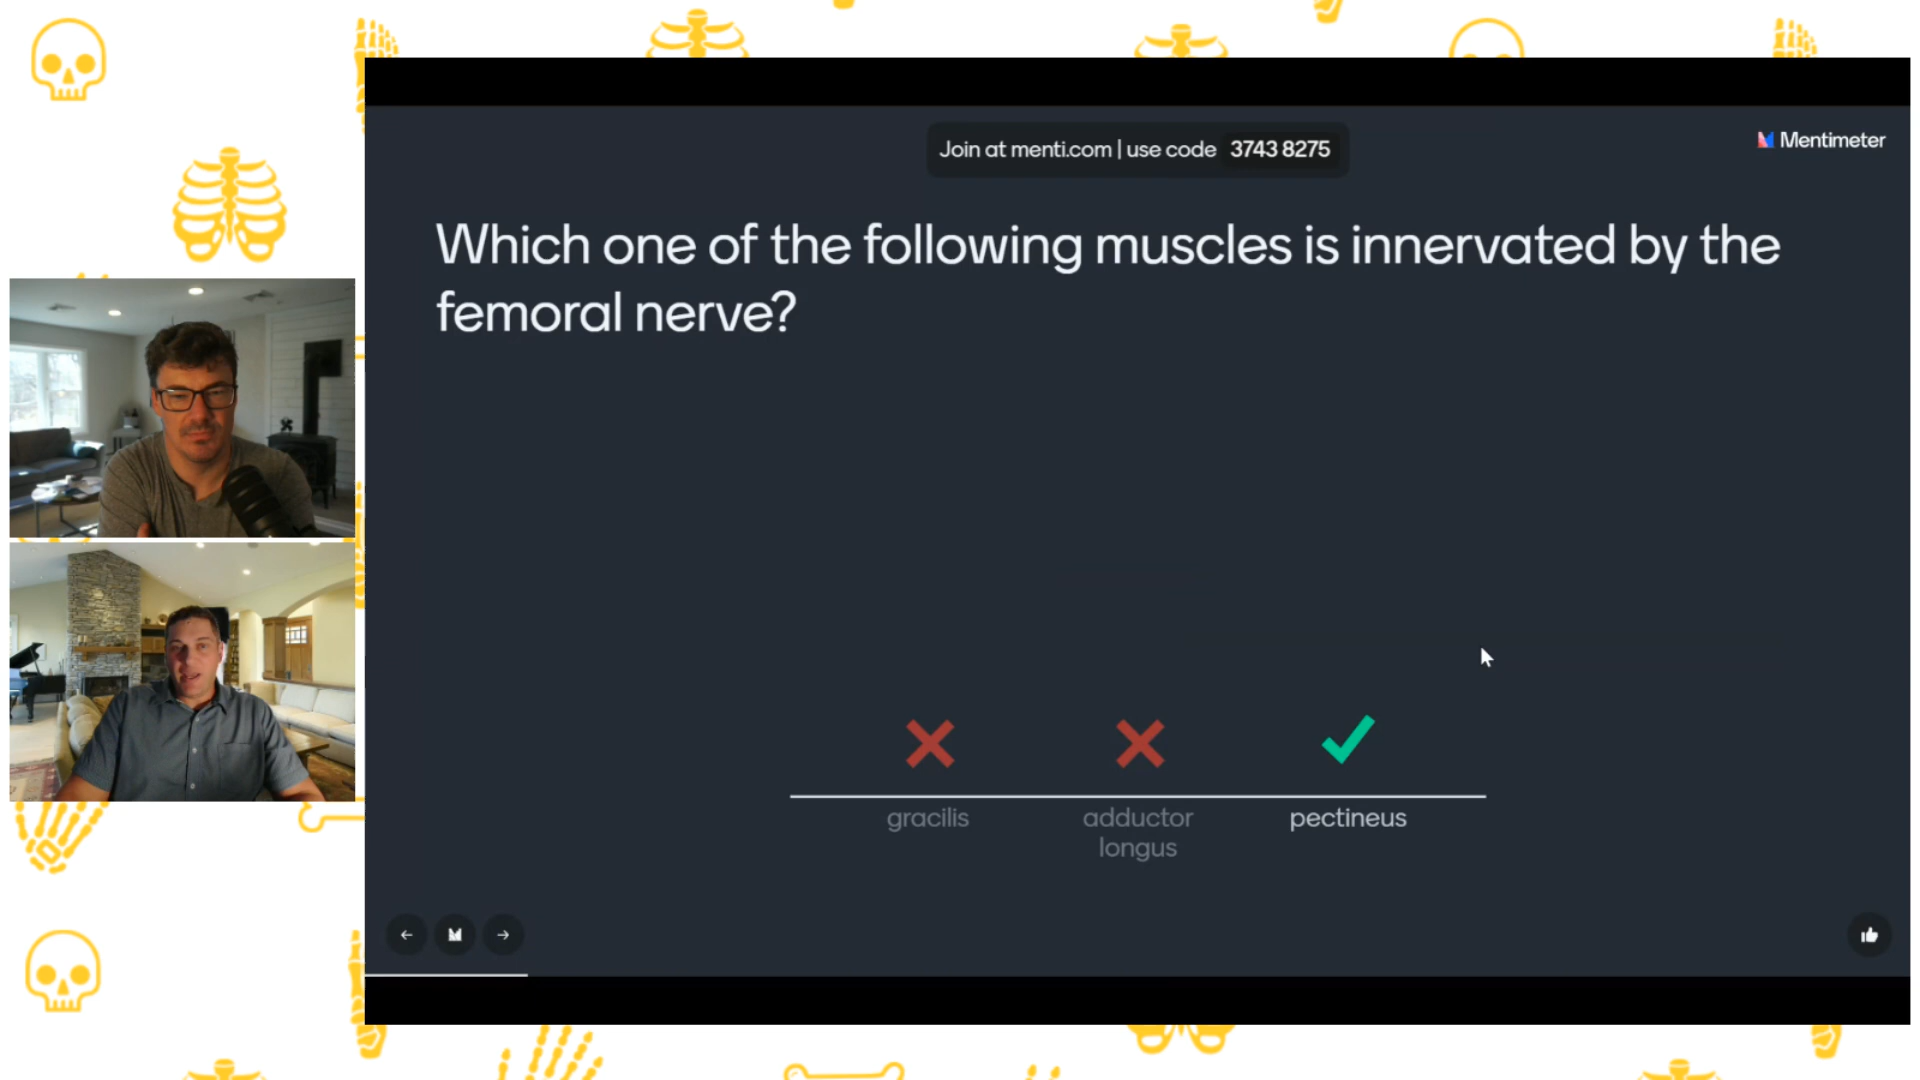 Join at menti.com | use code 3743 8275
Mentimeter
Which one of the following muscles is innervated by the
femoral nerve?
gracilis
adductor
longus
pectineus